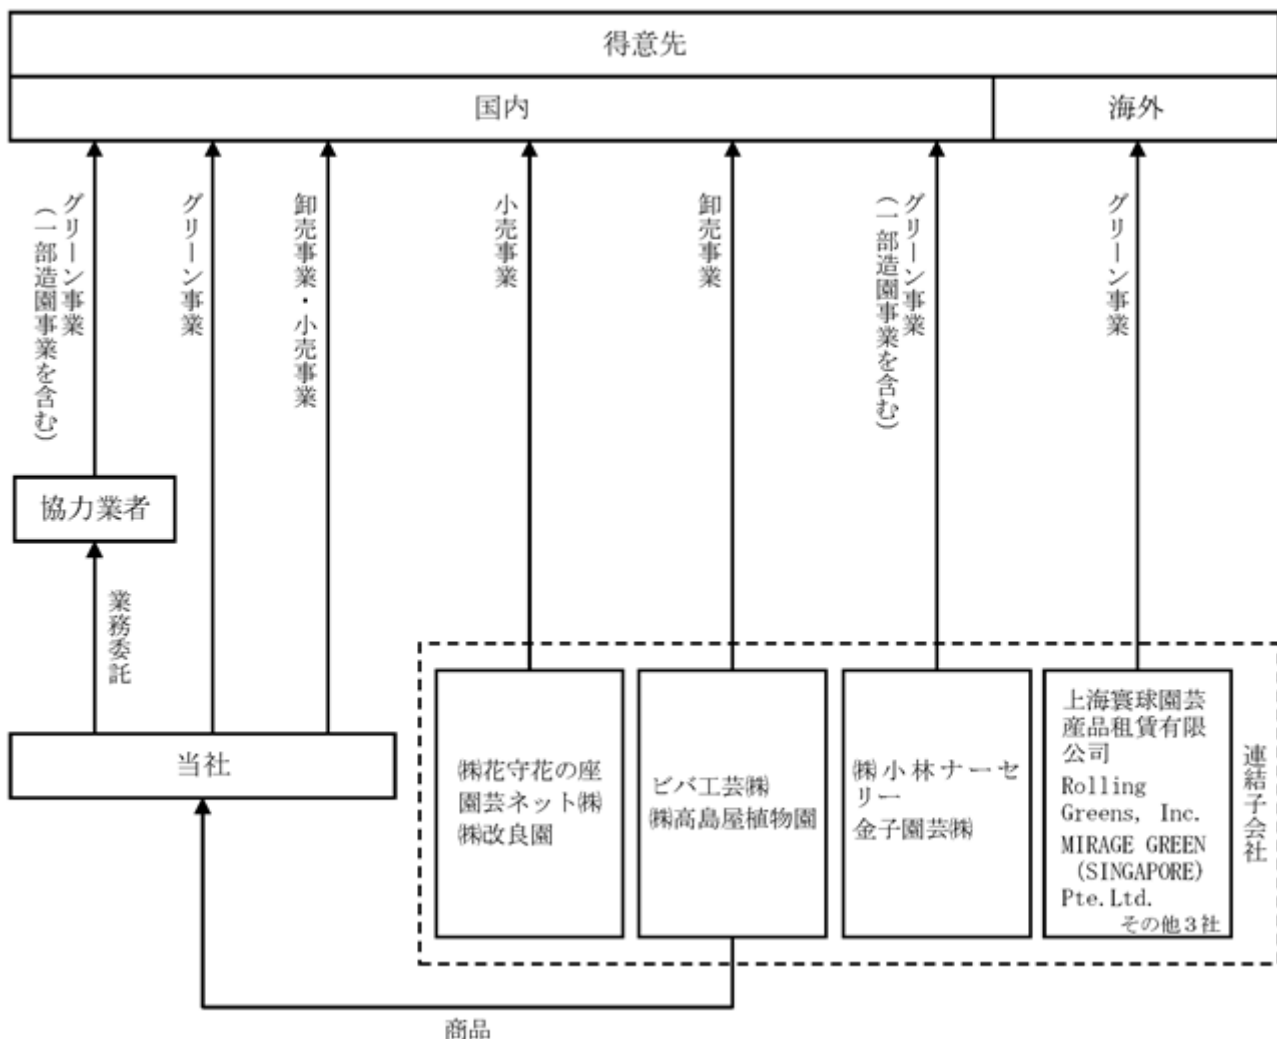 得意先
国内
海外
グリーン事業
(一部造園事業を含む)
グリーン事業
卸売事業・小売事業
小売事業
卸売事業
グリーン事業
(一部造園事業を含む)
グリーン事業
協力業者
業務委託
当社
㈱花守花の座
園芸ネット㈱
㈱改良園
ビバ工芸㈱
㈱高島屋植物園
㈱小林ナーセ
リー
金子園芸㈱
上海寰球園芸
産品租賃有限
公司
Rolling
Greens, Inc.
MIRAGE GREEN
(SINGAPORE)
Pte.Ltd.
その他3社
連結子会社
商品